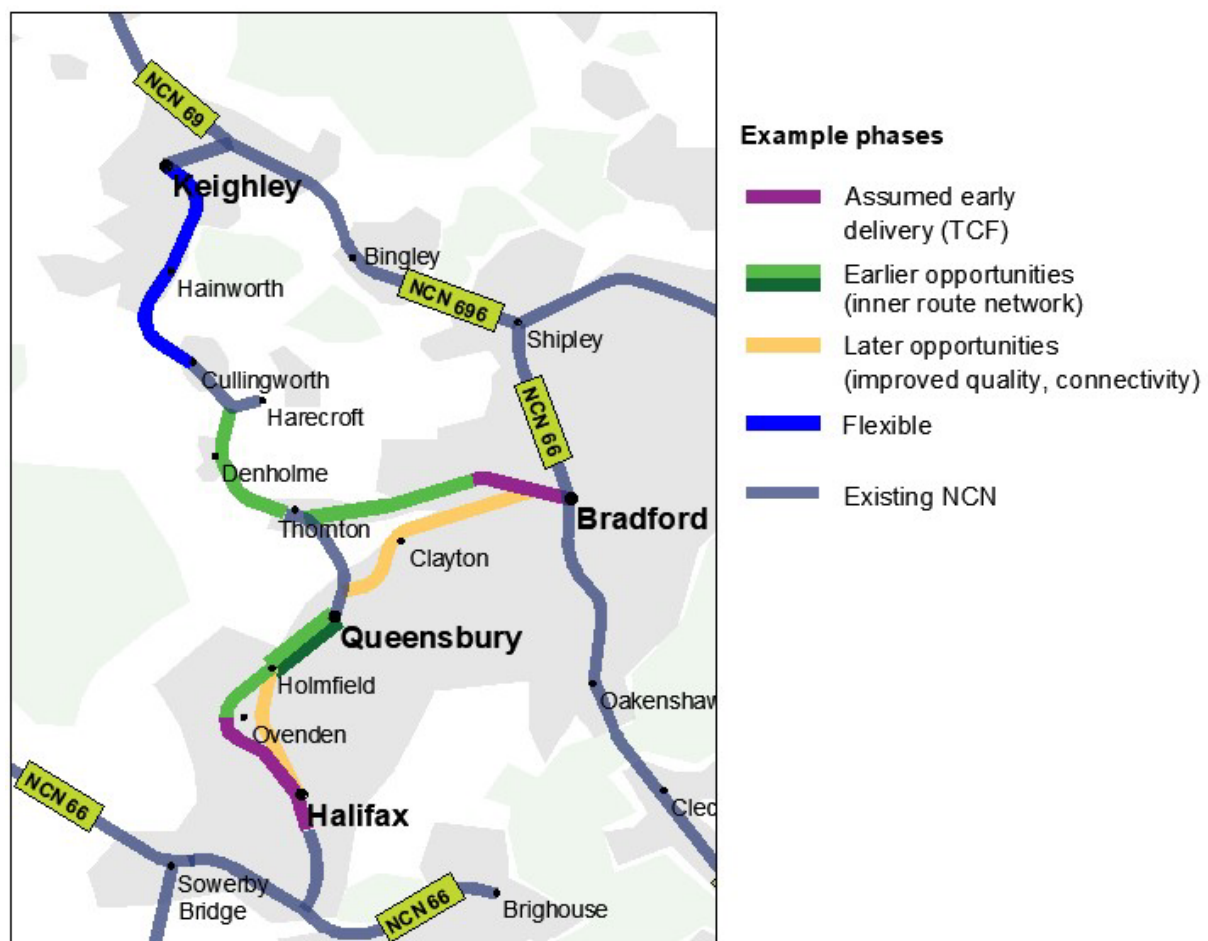 NCN 69
Keighley
Bingley
Hainworth
NCN 696
Shipley
Cullingworth
Harecroft
NCN 66
Denholme
Thornton
Bradford
Clayton
Queensbury
Holmfield
Oakenshaw
Ovenden
NCN 66
Clec
Halifax
Sowerby
Bridge
NCN 66
Brighouse
Example phases
Assumed early
delivery (TCF)
Earlier opportunities
(inner route network)
Later opportunities
(improved quality, connectivity)
Flexible
Existing NCN